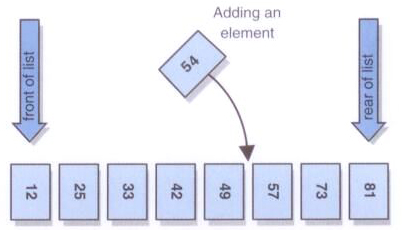 Adding an
element
front of list
54
rear of list
12 25 33 42 49 57 73 81